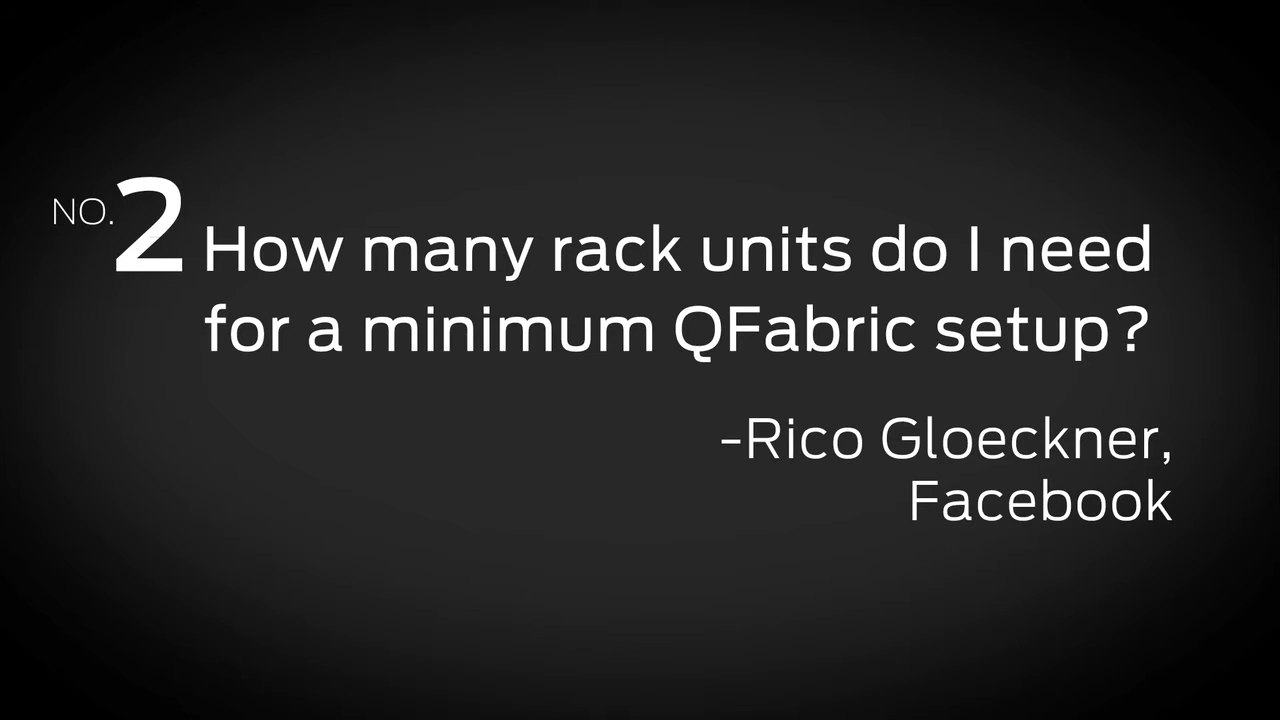 NO.2 How many rack units do I need
for a minimum QFabric setup?
-Rico Gloeckner,
Facebook